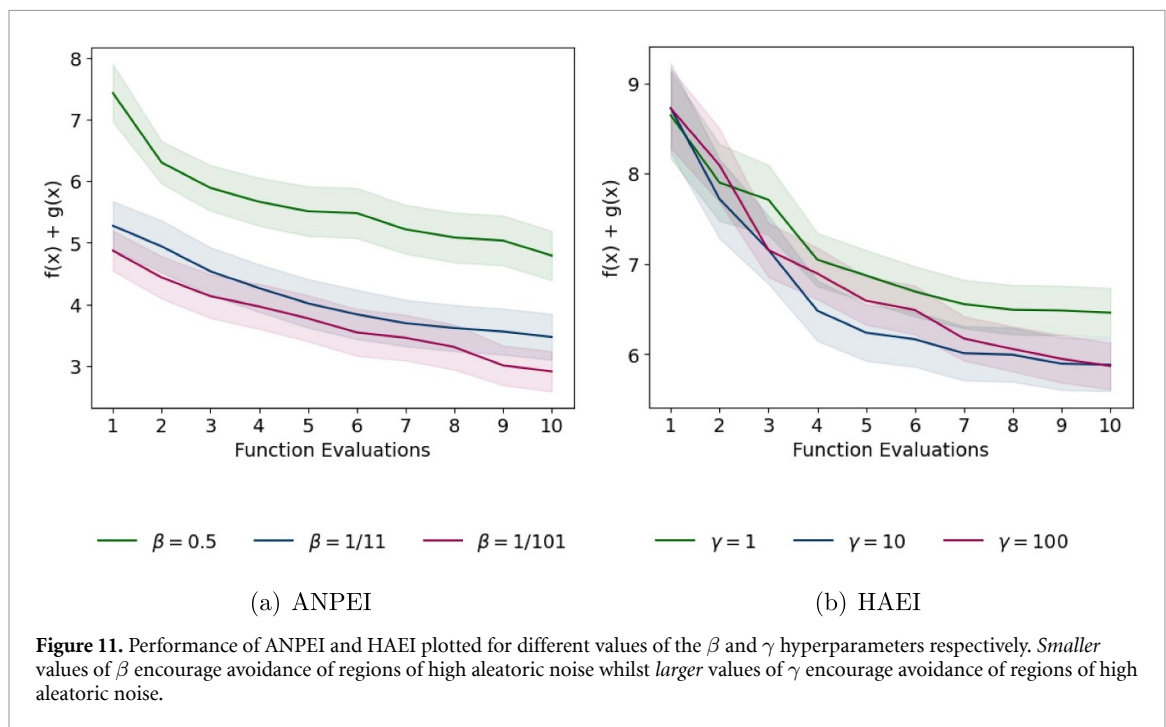 8
7
6
5
4
3
f(x) + g(x)
1 2 3 4 5 6 7 8 9 10
Function Evaluations
β = 0.5 β = 1/11 β = 1/101
(a) ANPEI
9
8
7
6
f(x) + g(x)
1 2 3 4 5 6 7 8 9 10
Function Evaluations
γ = 1 γ = 10 γ = 100
(b) HAEI
Figure 11. Performance of ANPEI and HAEI plotted for different values of the β and γ hyperparameters respectively. Smaller
values of β encourage avoidance of regions of high aleatoric noise whilst larger values of γ encourage avoidance of regions of high
aleatoric noise.